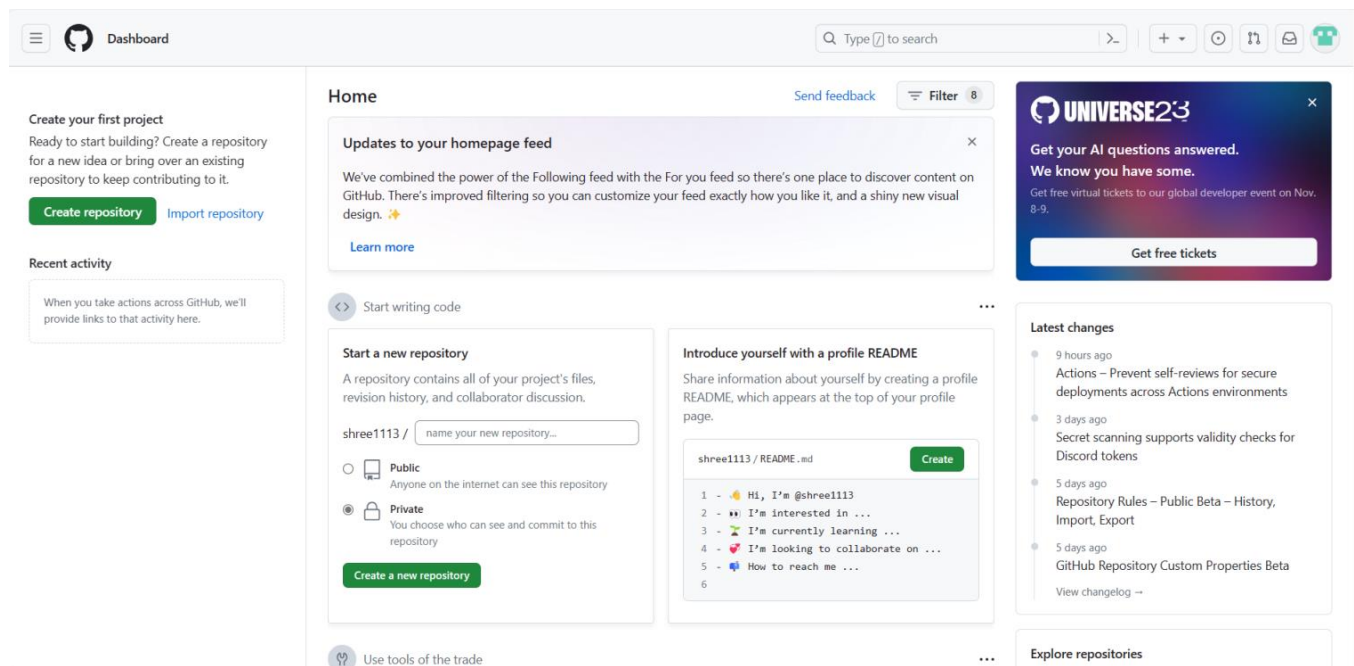 Dashboard
Type / to search
Create your first project
Ready to start building? Create a repository
for a new idea or bring over an existing
repository to keep contributing to it.
Create repository
Import repository
Recent activity
When you take actions across GitHub, we'll
provide links to that activity here.
Home
Send feedback
Filter 8
Updates to your homepage feed
We've combined the power of the Following feed with the For you feed so there's one place to discover content on
GitHub. There's improved filtering so you can customize your feed exactly how you like it, and a shiny new visual
design. ✨
Learn more
Start writing code
Start a new repository
A repository contains all of your project's files,
revision history, and collaborator discussion.
shree1113 / name your new repository...
Public
Anyone on the internet can see this repository
Private
You choose who can see and commit to this
repository
Create a new repository
Introduce yourself with a profile README
Share information about yourself by creating a profile
README, which appears at the top of your profile
page.
shree1113 / README.md
Create
1 - 👋 Hi, I'm @shree1113
2 - 👀 I'm interested in ...
3 - 🌱 I'm currently learning ...
4 - 💞️ I'm looking to collaborate on ...
5 - 📫 How to reach me ...
6
Use tools of the trade
UNIVERSE23
Get your AI questions answered.
We know you have some.
Get free virtual tickets to our global developer event on Nov.
8-9.
Get free tickets
Latest changes
9 hours ago
Actions – Prevent self-reviews for secure
deployments across Actions environments
3 days ago
Secret scanning supports validity checks for
Discord tokens
5 days ago
Repository Rules – Public Beta – History,
Import, Export
5 days ago
GitHub Repository Custom Properties Beta
View changelog →
Explore repositories